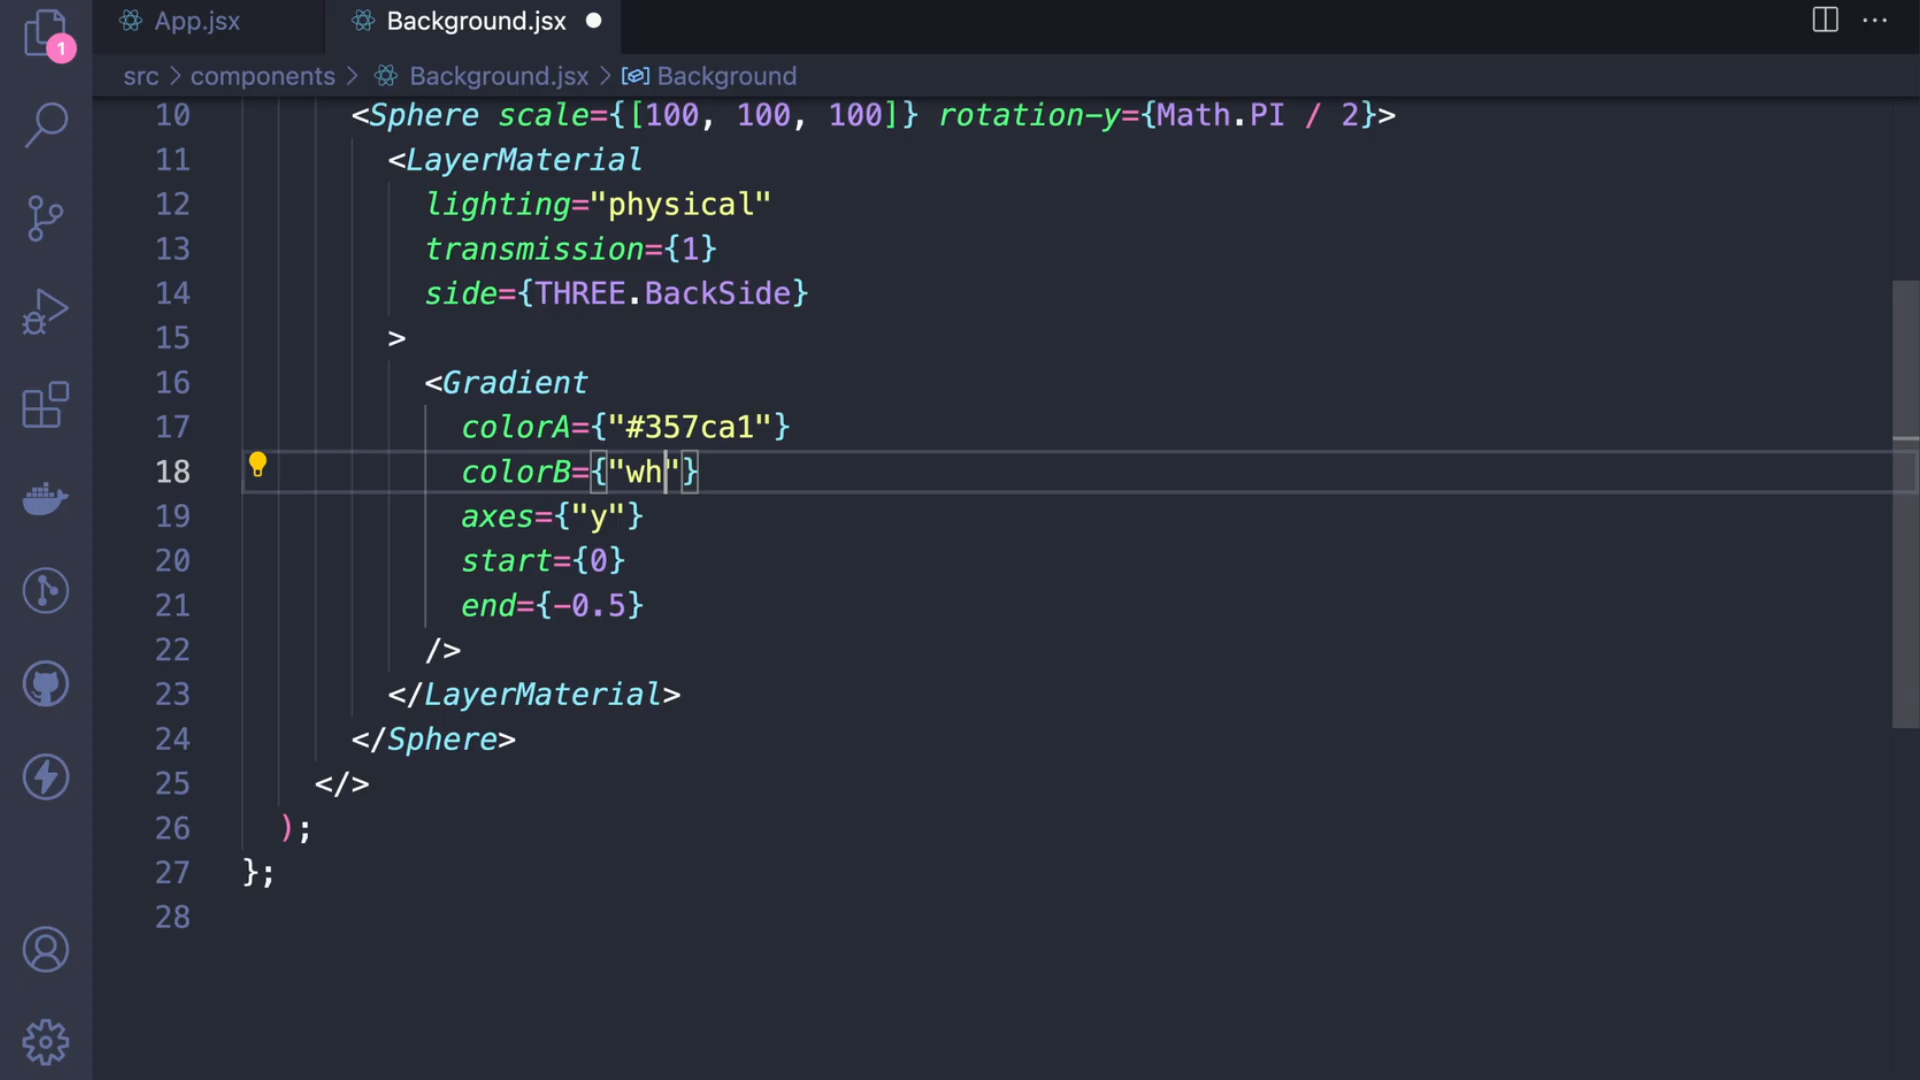 1
App.jsx
Background.jsx
src > components > Background.jsx > Background
10 <Sphere scale={[100, 100, 100]} rotation-y={Math.PI / 2}>
11 <LayerMaterial
12 lighting="physical"
13 transmission={1}
14 side={THREE.BackSide}
15 >
16 <Gradient
17 colorA={"#357ca1"}
18 colorB={"wh"}
19 axes={"y"}
20 start={0}
21 end={-0.5}
22 />
23 </LayerMaterial>
24 </Sphere>
25 </>
26 );
27 };
28